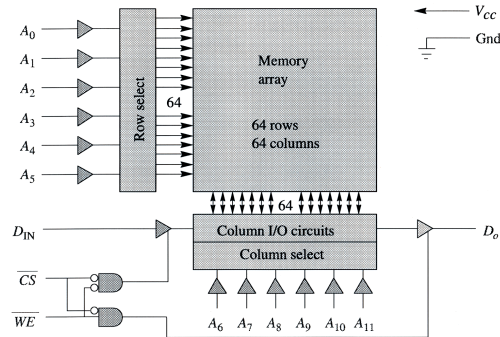 A0
A1
A2
A3
A4
A5
Row select
64
Memory
array
64 rows
64 columns
VCC
Gnd
64
DIN
Column I/O circuits
Column select
Do
CS
WE
A6 A7 A8 A9 A10 A11